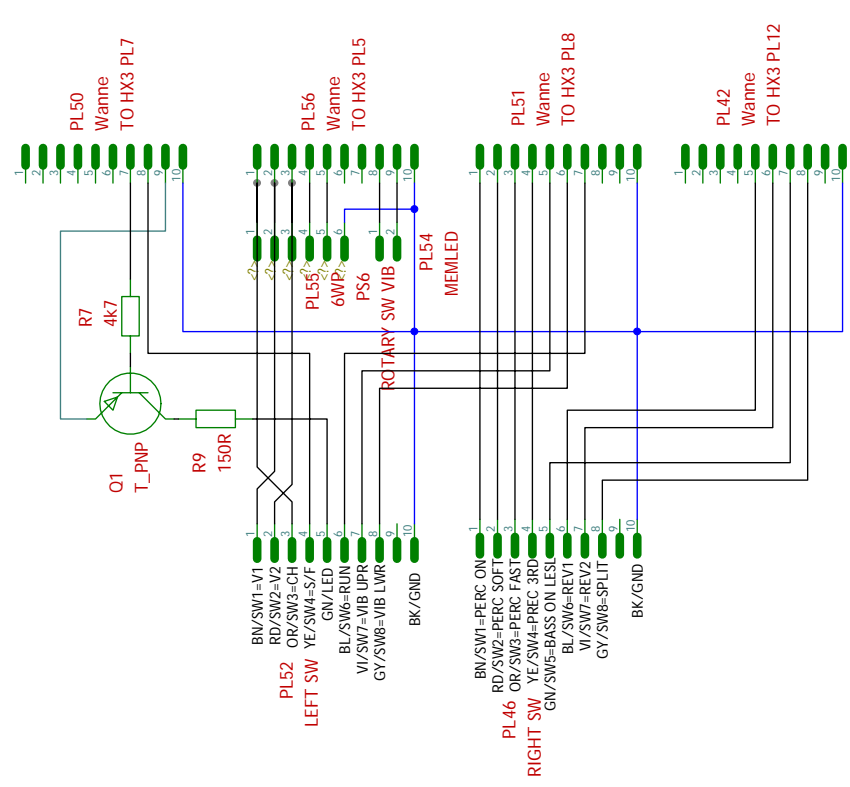 PL50
Wanne
TO HX3 PL7
PL56
Wanne
TO HX3 PL5
PL51
Wanne
TO HX3 PL8
PL42
Wanne
TO HX3 PL12
1 2 3 4 5 6 7 8 9 10
1 2 3 4 5 6 7 8 9 10
1 2 3 4 5 6 7 8 9 10
1 2 3 4 5 6 7 8 9 10
1 2 3 4 5 6
<?> <?> <?> <?> <?> <?>
PL55
6WP
1 2
PS6
ROTARY SW VIB
PL54
MEMLED
R7
4k7
Q1
T_PNP
R9
150R
1 2 3 4 5 6 7 8 9 10
BN/SW1=V1
RD/SW2=V2
OR/SW3=CH
YE/SW4=S/F
GN/LED
BL/SW6=RUN
VI/SW7=VIB UPR
GY/SW8=VIB LWR
BK/GND
PL52
LEFT SW
1 2 3 4 5 6 7 8 9 10
BN/SW1=PERC ON
RD/SW2=PERC SOFT
OR/SW3=PERC FAST
YE/SW4=PREC 3RD
GN/SW5=BASS ON LESL
BL/SW6=REV1
VI/SW7=REV2
GY/SW8=SPLIT
BK/GND
PL46
RIGHT SW